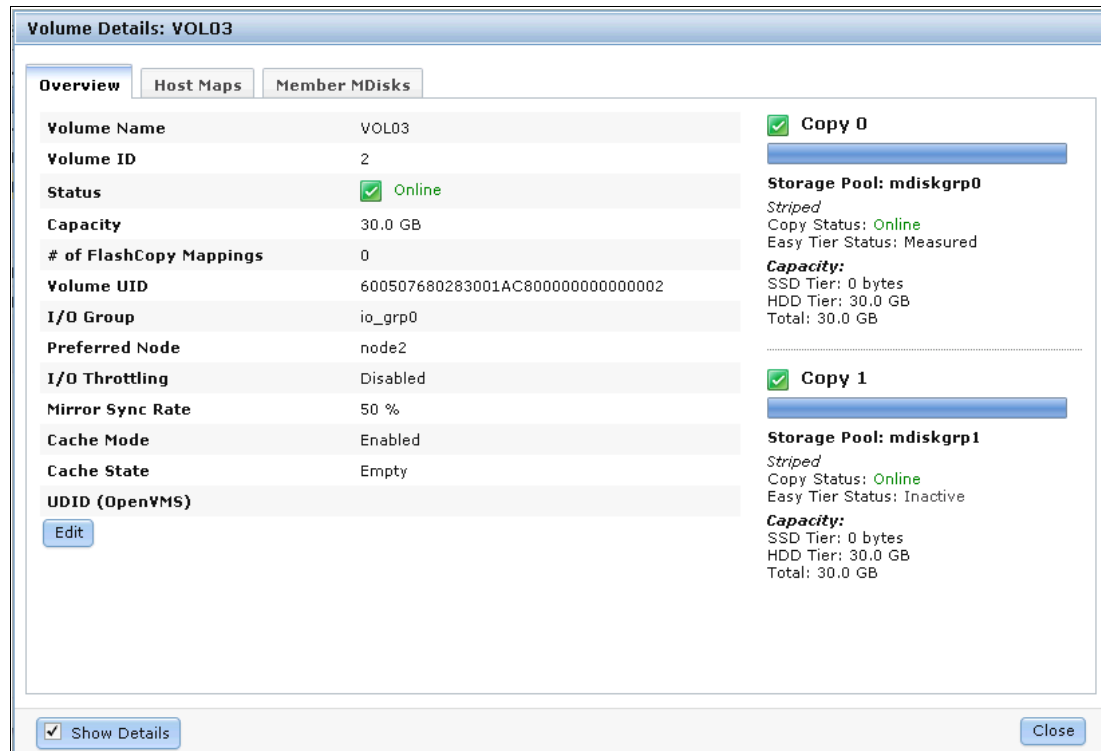 Volume Details: VOL03
Overview Host Maps Member MDisks
Volume Name VOL03
Volume ID 2
Status Online
Capacity 30.0 GB
# of FlashCopy Mappings 0
Volume UID 600507680283001AC800000000000002
I/O Group io_grp0
Preferred Node node2
I/O Throttling Disabled
Mirror Sync Rate 50 %
Cache Mode Enabled
Cache State Empty
UDID (OpenVMS)
Edit
Copy 0
Storage Pool: mdiskgrp0
Striped
Copy Status: Online
Easy Tier Status: Measured
Capacity:
SSD Tier: 0 bytes
HDD Tier: 30.0 GB
Total: 30.0 GB
Copy 1
Storage Pool: mdiskgrp1
Striped
Copy Status: Online
Easy Tier Status: Inactive
Capacity:
SSD Tier: 0 bytes
HDD Tier: 30.0 GB
Total: 30.0 GB
Show Details
Close